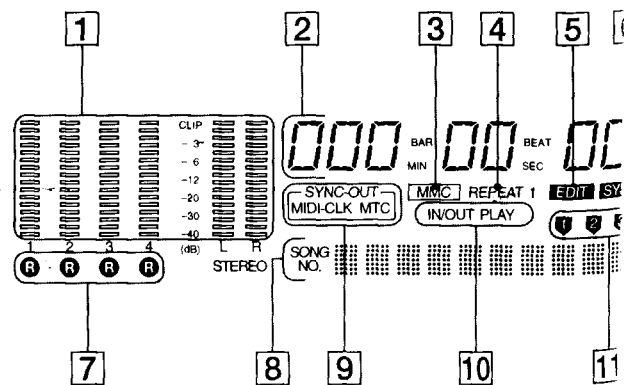 1 2 3 4 5
CLIP
- 3
- 6
-12
-20
-30
-40
(dB)
1 2 3 4 L R
STEREO
R R R R
000 BAR 00 BEAT
MIN SEC
SYNC-OUT
MIDI-CLK MTC
MMC REPEAT 1 EDIT
IN/OUT PLAY
1 2
SONG
NO.
7 8 9 10 11